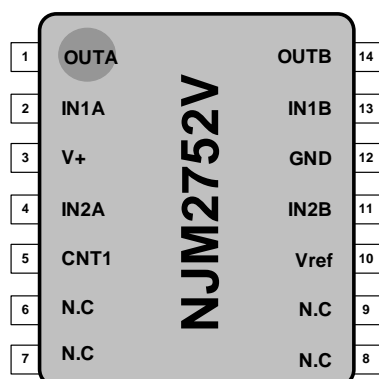 1 OUTA OUTB 14
2 IN1A IN1B 13
3 V+ GND 12
4 IN2A IN2B 11
5 CNT1 Vref 10
6 N.C N.C 9
7 N.C N.C 8
NJM2752V